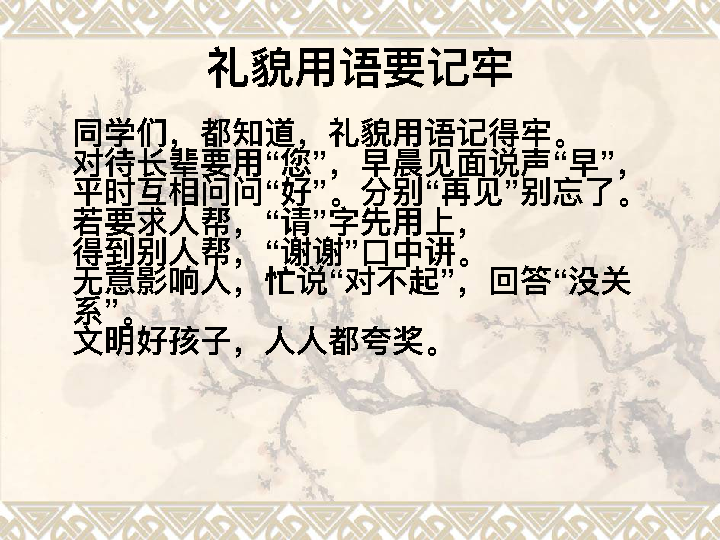 礼貌用语要记牢
同学们，都知道，礼貌用语记得牢。
对待长辈要用“您”，早晨见面说声“早”，
平时互相问问“好”。分别“再见”别忘了。
若要求人帮，“请”字先用上，
得到别人帮，“谢谢”口中讲。
无意影响人，忙说“对不起”，回答“没关
系”。
文明好孩子，人人都夸奖。